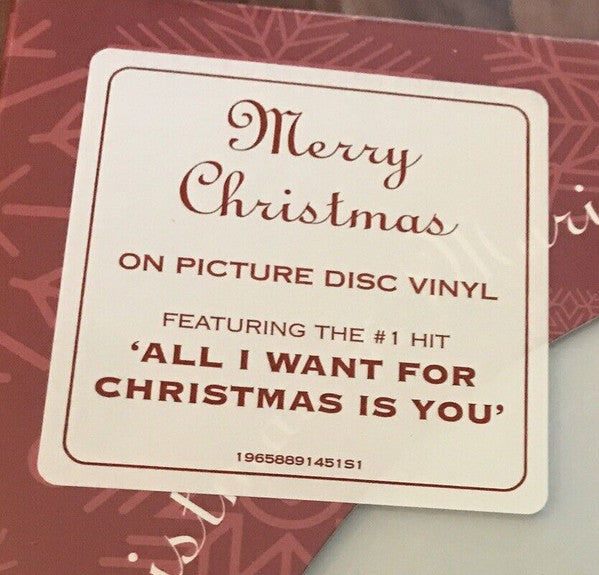 Merry
Christmas
ON PICTURE DISC VINYL
FEATURING THE #1 HIT
‘ALL I WANT FOR
CHRISTMAS IS YOU’
19658891451S1